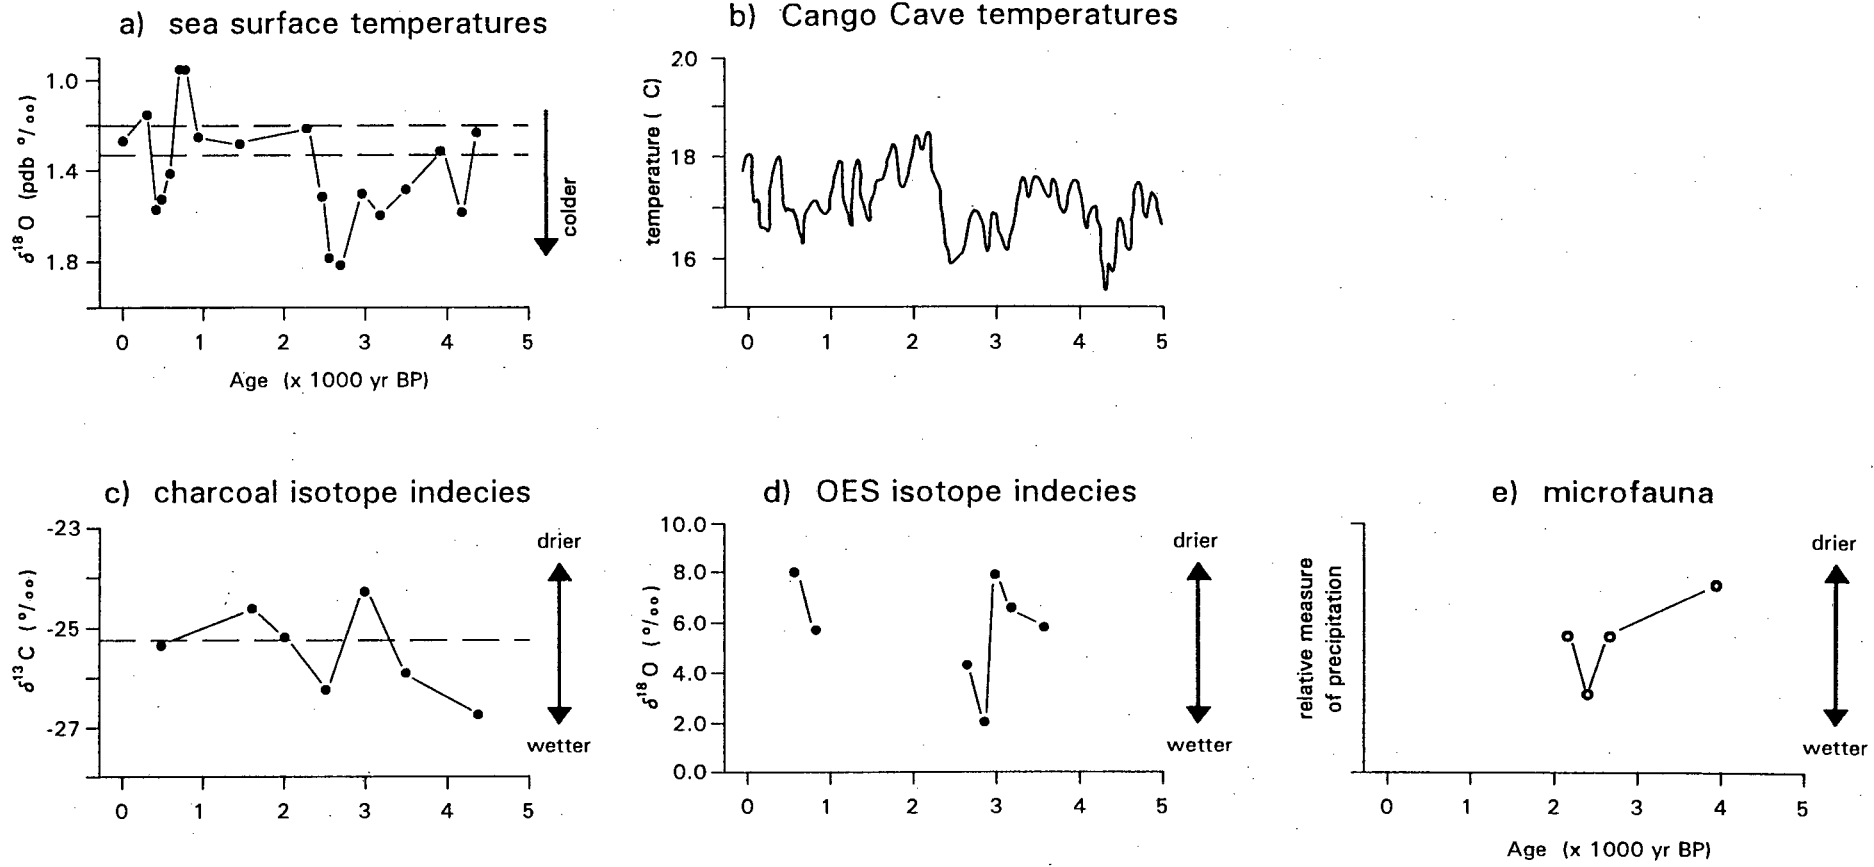 a) sea surface temperatures
δ18O (pdb °/oo)
1.0
1.4
1.8
colder
0 1 2 3 4 5
Age (x 1000 yr BP)
b) Cango Cave temperatures
temperature ( C)
20
18
16
0 1 2 3 4 5
c) charcoal isotope indecies
δ13C (°/oo)
-23
-25
-27
drier
wetter
0 1 2 3 4 5
d) OES isotope indecies
δ18O (°/oo)
10.0
8.0
6.0
4.0
2.0
0.0
drier
wetter
0 1 2 3 4 5
e) microfauna
relative measure
of precipitation
drier
wetter
0 1 2 3 4 5
Age (x 1000 yr BP)